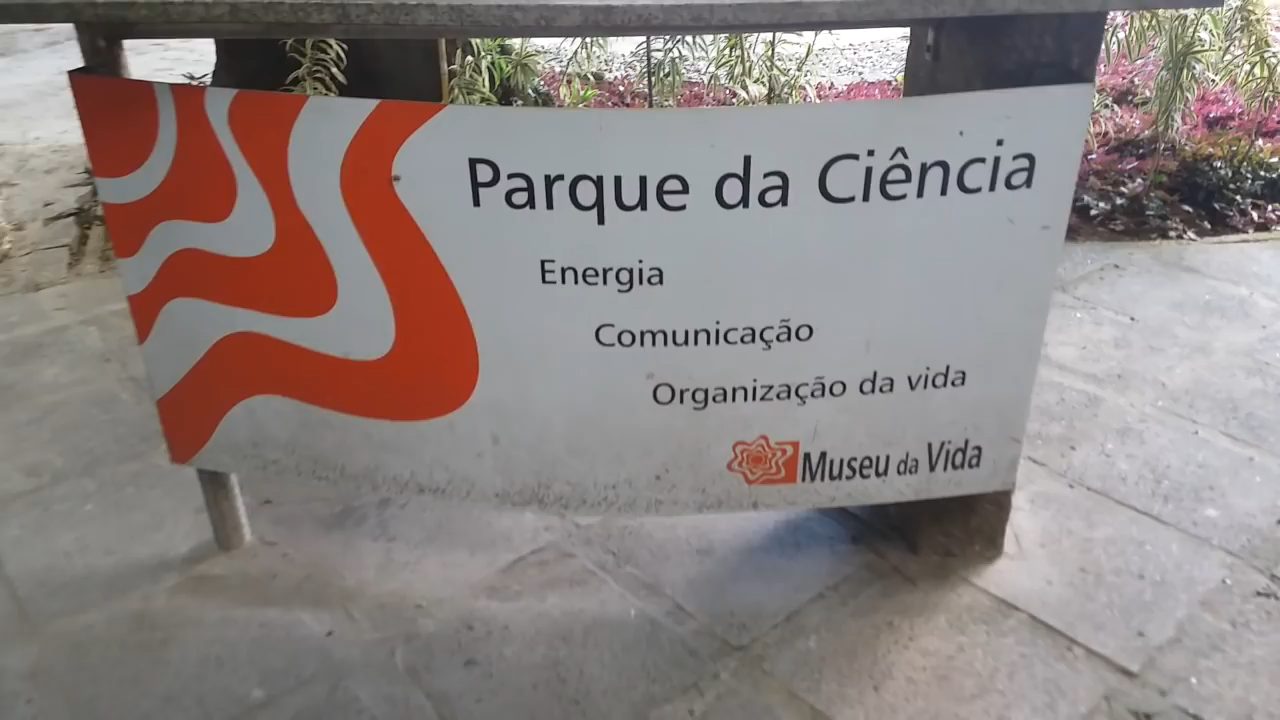 Parque da Ciência
Energia
Comunicação
Organização da vida
Museu da Vida